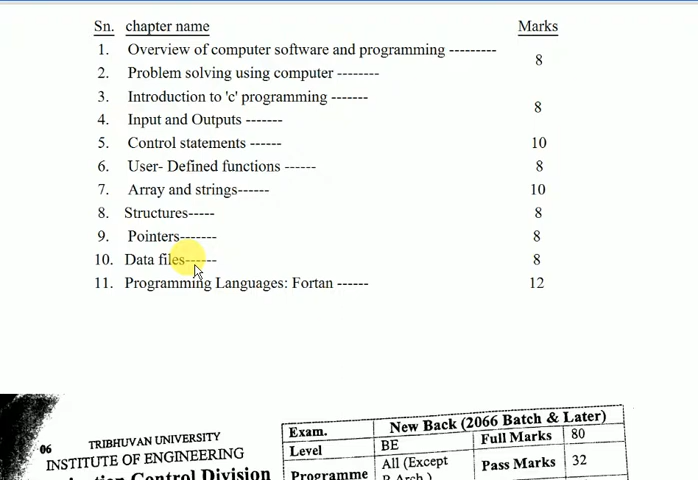 Sn. chapter name Marks
1. Overview of computer software and programming ---------
8
2. Problem solving using computer --------
3. Introduction to 'c' programming -------
8
4. Input and Outputs -------
5. Control statements ------ 10
6. User- Defined functions ------ 8
7. Array and strings------ 10
8. Structures----- 8
9. Pointers------- 8
10. Data files------ 8
11. Programming Languages: Fortan ------ 12
06 TRIBHUVAN UNIVERSITY
INSTITUTE OF ENGINEERING
Control Division
Exam. New Back (2066 Batch & Later)
Level BE Full Marks 80
Programme All (Except Pass Marks 32
B.Arch.)